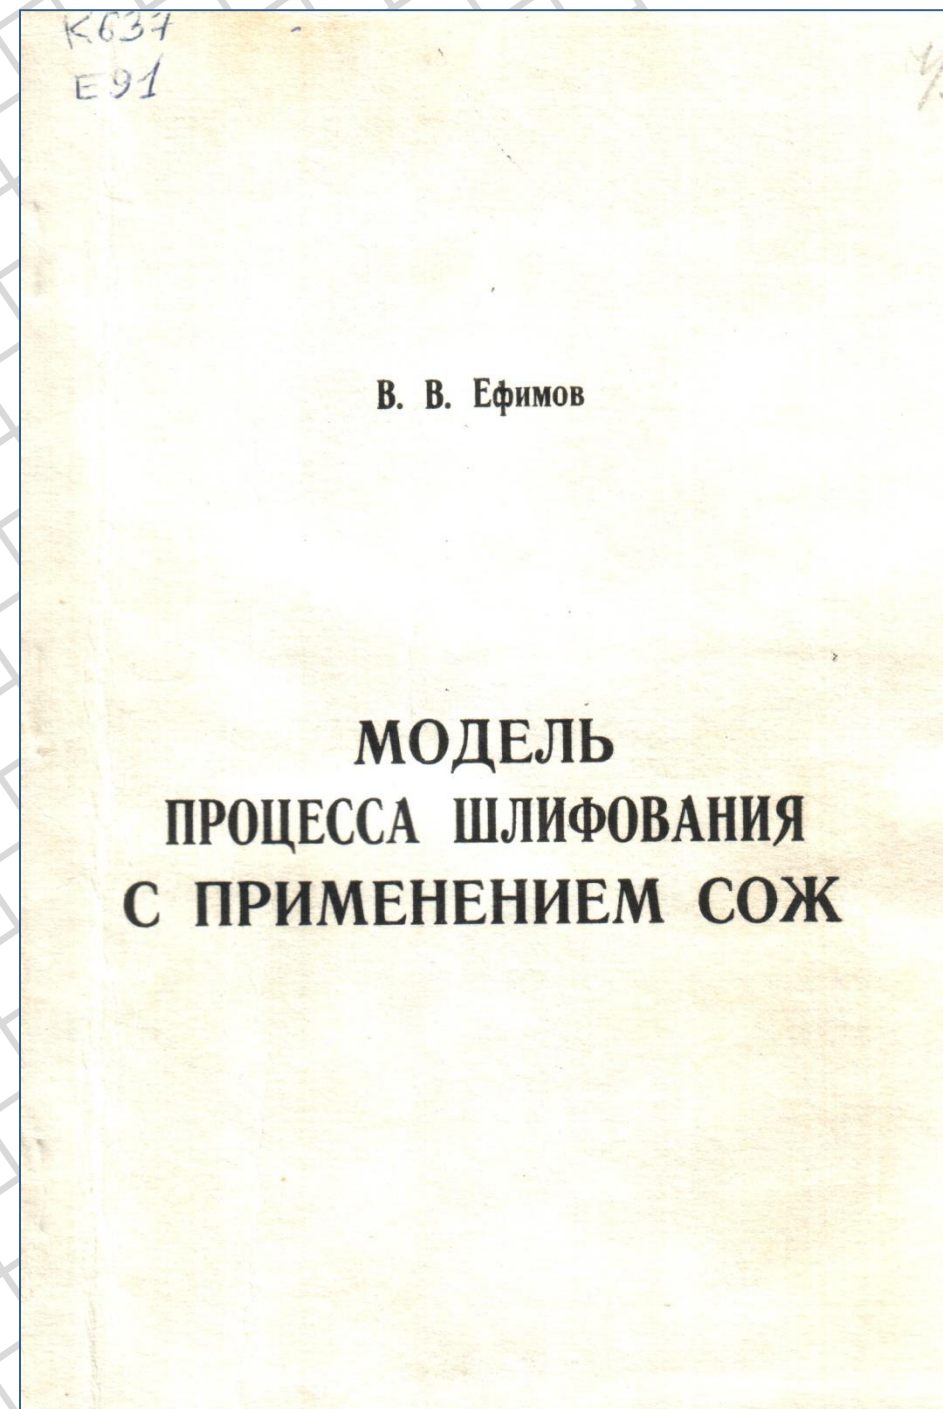 К637
Е91
В. В. Ефимов
МОДЕЛЬ
ПРОЦЕССА ШЛИФОВАНИЯ
С ПРИМЕНЕНИЕМ СОЖ